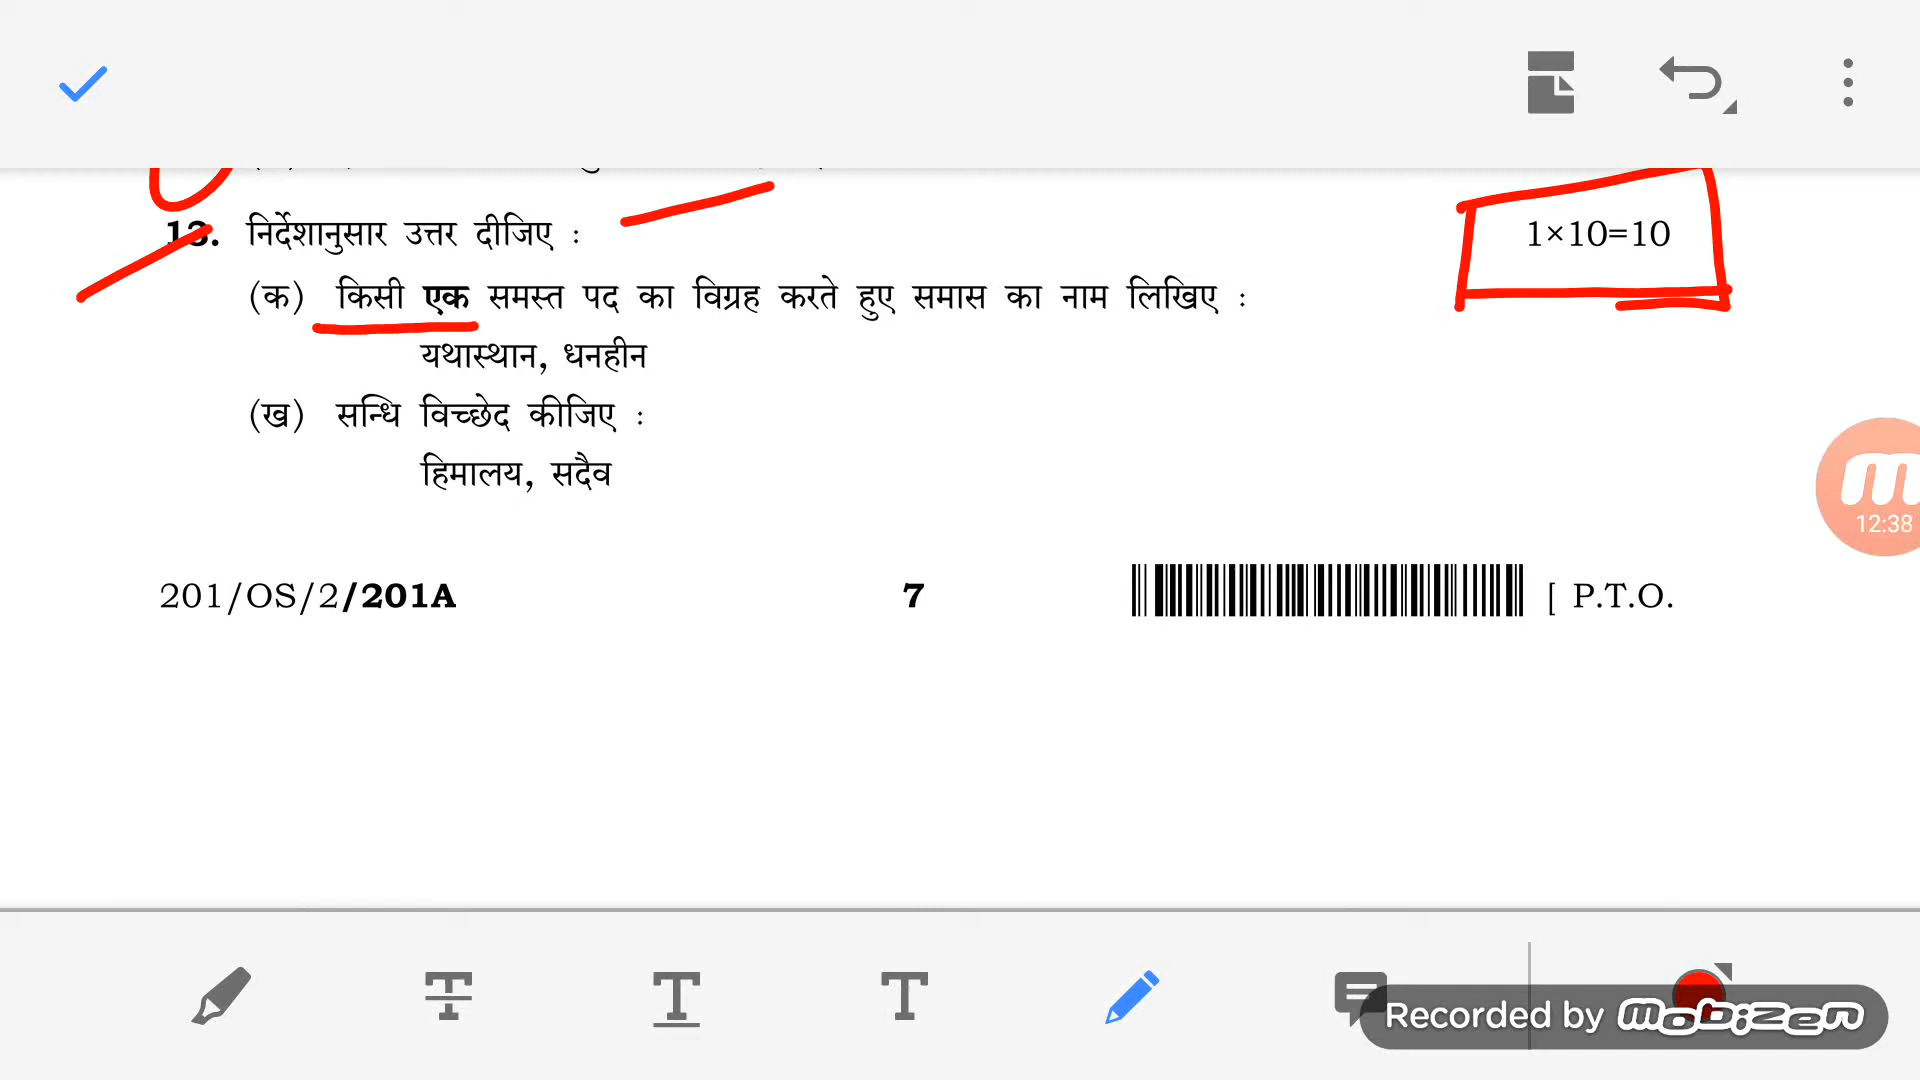 13. निर्देशानुसार उत्तर दीजिए : 1×10=10
(क) किसी एक समस्त पद का विग्रह करते हुए समास का नाम लिखिए :
यथास्थान, धनहीन
(ख) सन्धि विच्छेद कीजिए :
हिमालय, सदैव
12:38
201/OS/2/201A 7 [ P.T.O.
T T T
Recorded by mobizen